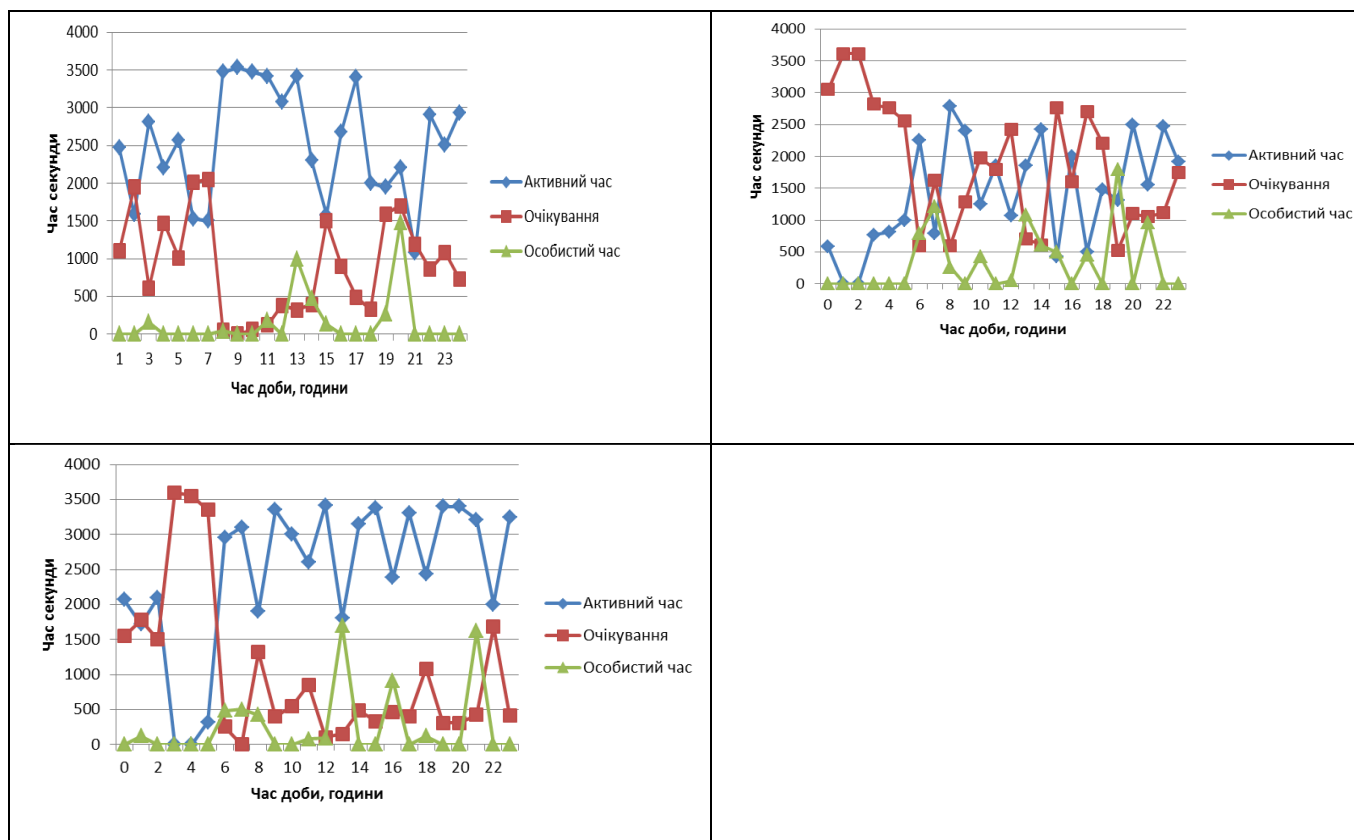 4000
3500
3000
2500
2000
1500
1000
500
0
Час секунди
1 3 5 7 9 11 13 15 17 19 21 23
Час доби, години
Активний час
Очікування
Особистий час
4000
3500
3000
2500
2000
1500
1000
500
0
Час секунди
0 2 4 6 8 10 12 14 16 18 20 22
Час доби, години
Активний час
Очікування
Особистий час
4000
3500
3000
2500
2000
1500
1000
500
0
Час секунди
0 2 4 6 8 10 12 14 16 18 20 22
Час доби, години
Активний час
Очікування
Особистий час